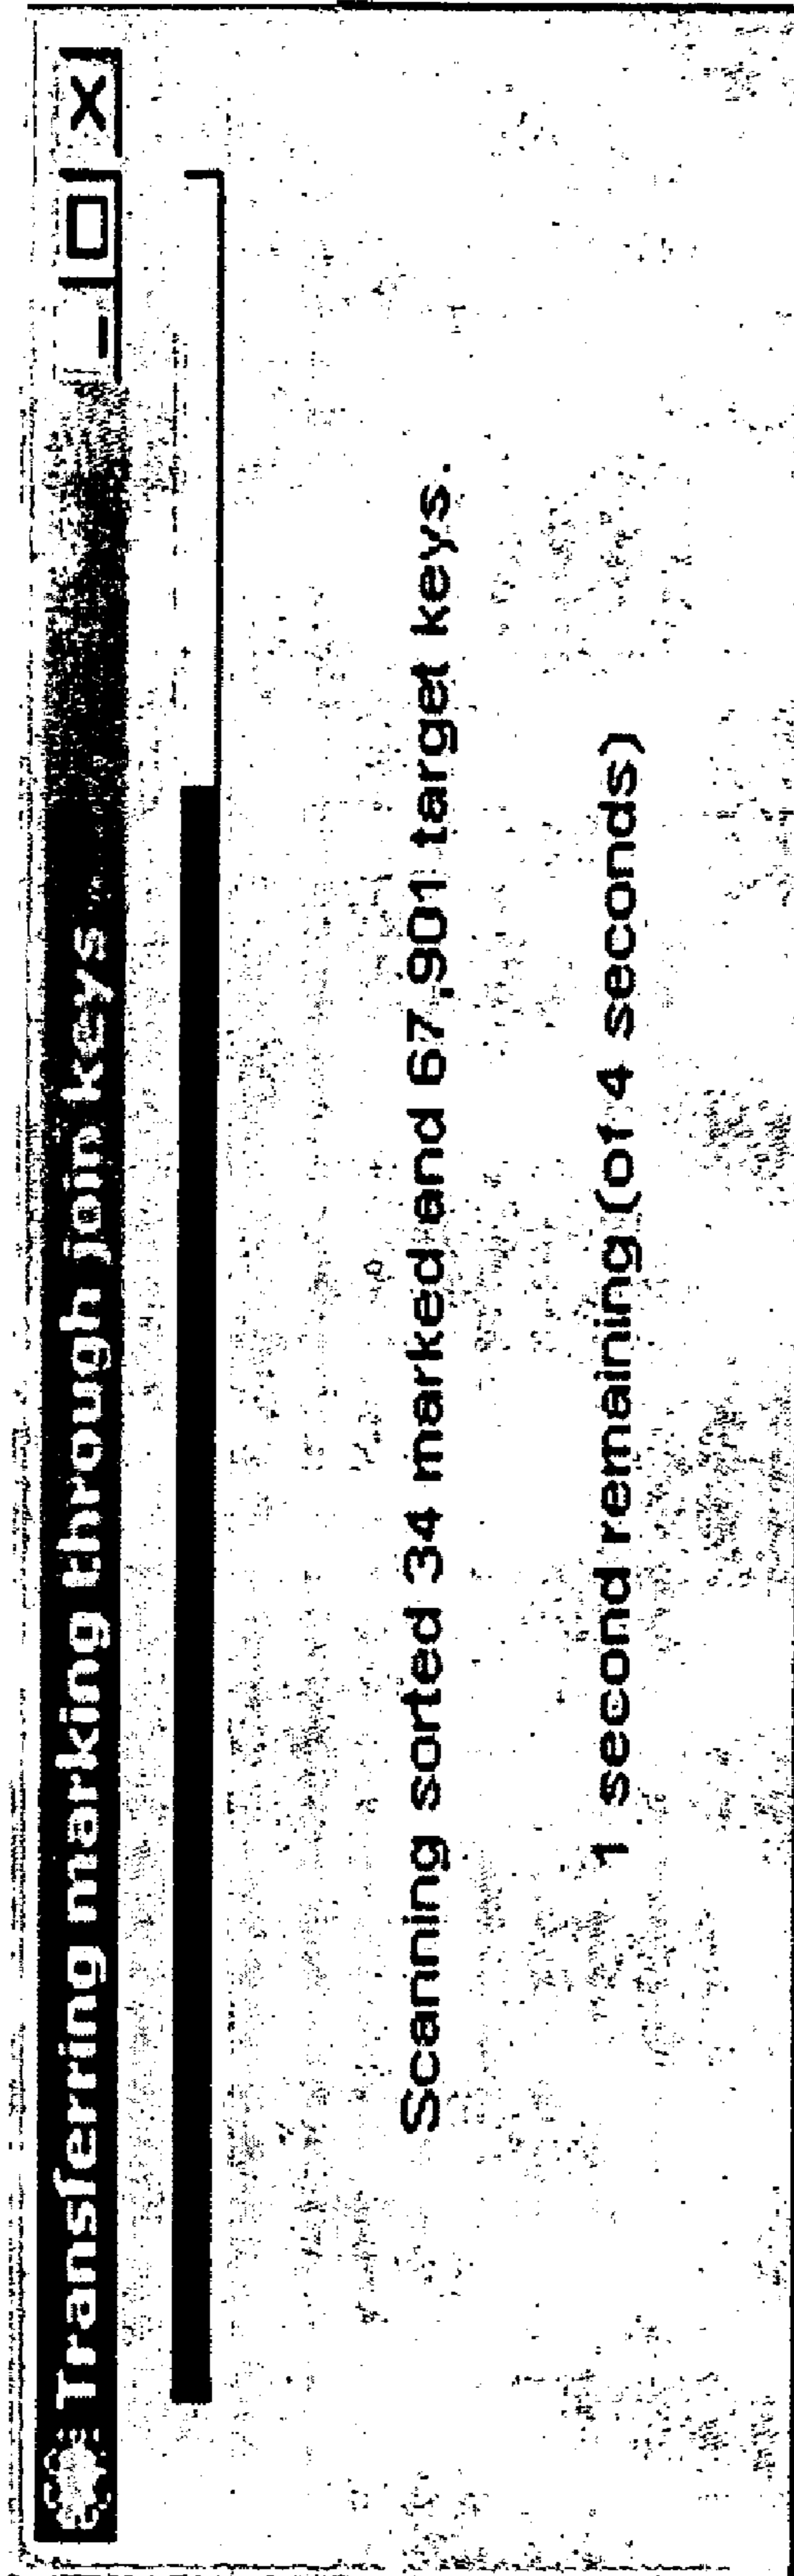 Transferring marking through join keys
Scanning sorted 34 marked and 67,901 target keys.
1 second remaining (of 4 seconds)